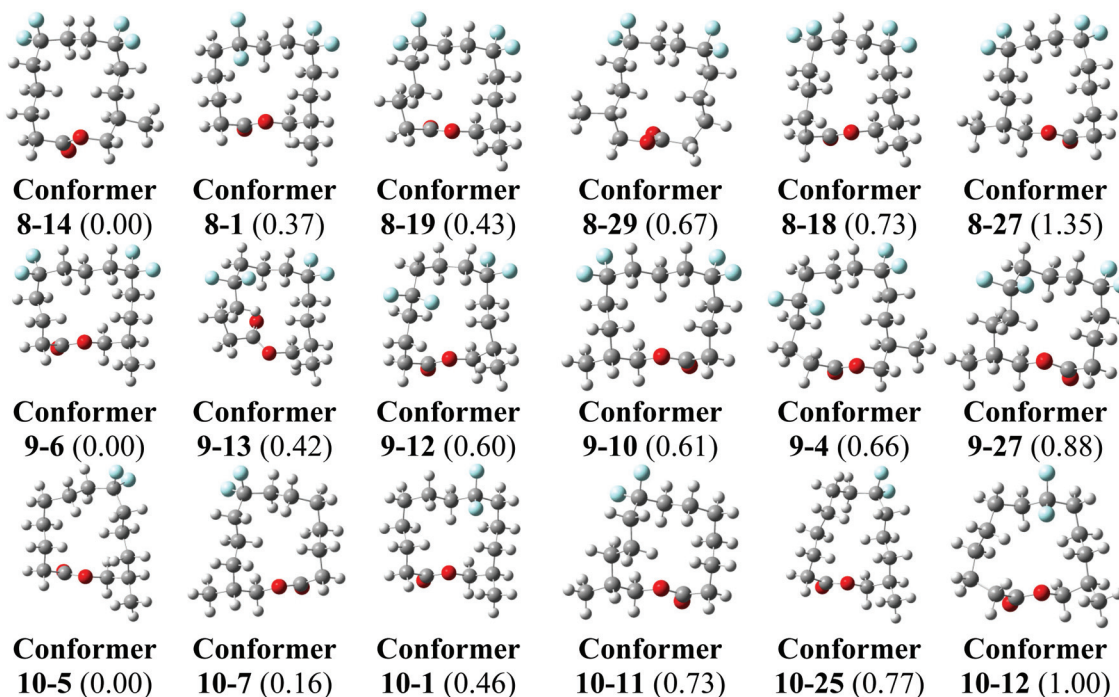 Conformer Conformer Conformer Conformer Conformer Conformer
8-14 (0.00) 8-1 (0.37) 8-19 (0.43) 8-29 (0.67) 8-18 (0.73) 8-27 (1.35)
Conformer Conformer Conformer Conformer Conformer Conformer
9-6 (0.00) 9-13 (0.42) 9-12 (0.60) 9-10 (0.61) 9-4 (0.66) 9-27 (0.88)
Conformer Conformer Conformer Conformer Conformer Conformer
10-5 (0.00) 10-7 (0.16) 10-1 (0.46) 10-11 (0.73) 10-25 (0.77) 10-12 (1.00)